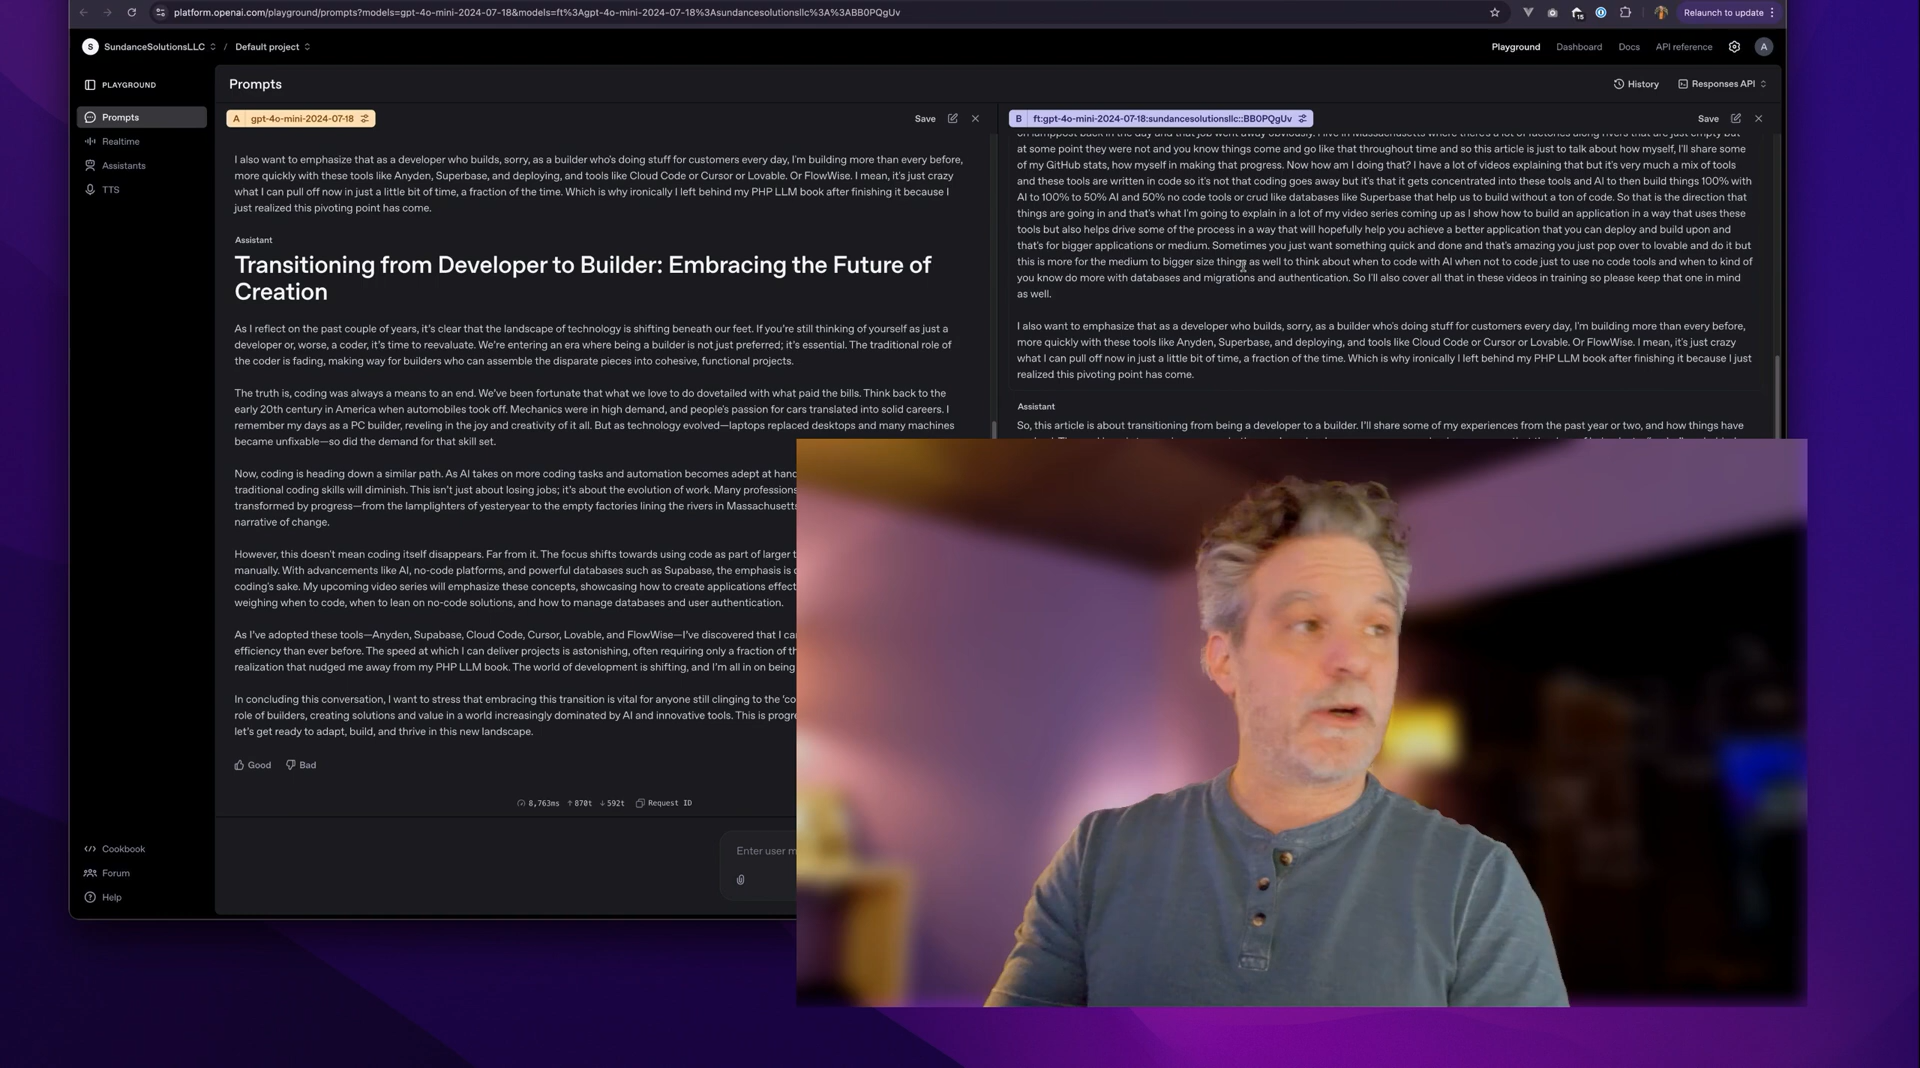 platform.openai.com/playground/prompts?models=gpt-4o-mini-2024-07-18&models=ft%3Agpt-4o-mini-2024-07-18%3Asundancesolutionsllc%3A%3ABB0PQgUv
15
Relaunch to update
S SundanceSolutionsLLC / Default project
Playground Dashboard Docs API reference A
PLAYGROUND
Prompts
Realtime
Assistants
TTS
Cookbook
Forum
Help
Prompts
History Responses API
A gpt-4o-mini-2024-07-18
Save
I also want to emphasize that as a developer who builds, sorry, as a builder who's doing stuff for customers every day, I'm building more than every before,
more quickly with these tools like Anyden, Superbase, and deploying, and tools like Cloud Code or Cursor or Lovable. Or FlowWise. I mean, it's just crazy
what I can pull off now in just a little bit of time, a fraction of the time. Which is why ironically I left behind my PHP LLM book after finishing it because I
just realized this pivoting point has come.
Assistant
Transitioning from Developer to Builder: Embracing the Future of
Creation
As I reflect on the past couple of years, it's clear that the landscape of technology is shifting beneath our feet. If you're still thinking of yourself as just a
developer or, worse, a coder, it's time to reevaluate. We're entering an era where being a builder is not just preferred; it's essential. The traditional role of
the coder is fading, making way for builders who can assemble the disparate pieces into cohesive, functional projects.
The truth is, coding was always a means to an end. We've been fortunate that what we love to do dovetailed with what paid the bills. Think back to the
early 20th century in America when automobiles took off. Mechanics were in high demand, and people's passion for cars translated into solid careers. I
remember my days as a PC builder, reveling in the joy and creativity of it all. But as technology evolved—laptops replaced desktops and many machines
became unfixable—so did the demand for that skill set.
Now, coding is heading down a similar path. As AI takes on more coding tasks and automation becomes adept at hand
traditional coding skills will diminish. This isn't just about losing jobs; it's about the evolution of work. Many profession
transformed by progress—from the lamplighters of yesteryear to the empty factories lining the rivers in Massachusetts
narrative of change.
However, this doesn't mean coding itself disappears. Far from it. The focus shifts towards using code as part of larger t
manually. With advancements like AI, no-code platforms, and powerful databases such as Supabase, the emphasis is o
coding's sake. My upcoming video series will emphasize these concepts, showcasing how to create applications effect
weighing when to code, when to lean on no-code solutions, and how to manage databases and user authentication.
As I've adopted these tools—Anyden, Supabase, Cloud Code, Cursor, Lovable, and FlowWise—I've discovered that I ca
efficiency than ever before. The speed at which I can deliver projects is astonishing, often requiring only a fraction of th
realization that nudged me away from my PHP LLM book. The world of development is shifting, and I'm all in on being
In concluding this conversation, I want to stress that embracing this transition is vital for anyone still clinging to the 'co
role of builders, creating solutions and value in a world increasingly dominated by AI and innovative tools. This is progre
let's get ready to adapt, build, and thrive in this new landscape.
Good Bad
8,763ms ↑870t ↓592t Request ID
Enter user m
B ft:gpt-4o-mini-2024-07-18:sundancesolutionsllc::BB0PQgUv
Save
on lamppost back in the day and that job went away obviously. I live in Massachusetts where there's a lot of factories along rivers that are just empty but
at some point they were not and you know things come and go like that throughout time and so this article is just to talk about how myself, I'll share some
of my GitHub stats, how myself in making that progress. Now how am I doing that? I have a lot of videos explaining that but it's very much a mix of tools
and these tools are written in code so it's not that coding goes away but it's that it gets concentrated into these tools and AI to then build things 100% with
AI to 100% to 50% AI and 50% no code tools or crud like databases like Superbase that help us to build without a ton of code. So that is the direction that
things are going in and that's what I'm going to explain in a lot of my video series coming up as I show how to build an application in a way that uses these
tools but also helps drive some of the process in a way that will hopefully help you achieve a better application that you can deploy and build upon and
that's for bigger applications or medium. Sometimes you just want something quick and done and that's amazing you just pop over to lovable and do it but
this is more for the medium to bigger size things as well to think about when to code with AI when not to code just to use no code tools and when to kind of
you know do more with databases and migrations and authentication. So I'll also cover all that in these videos in training so please keep that one in mind
as well.
I also want to emphasize that as a developer who builds, sorry, as a builder who's doing stuff for customers every day, I'm building more than every before,
more quickly with these tools like Anyden, Superbase, and deploying, and tools like Cloud Code or Cursor or Lovable. Or FlowWise. I mean, it's just crazy
what I can pull off now in just a little bit of time, a fraction of the time. Which is why ironically I left behind my PHP LLM book after finishing it because I just
realized this pivoting point has come.
Assistant
So, this article is about transitioning from being a developer to a builder. I'll share some of my experiences from the past year or two, and how things have